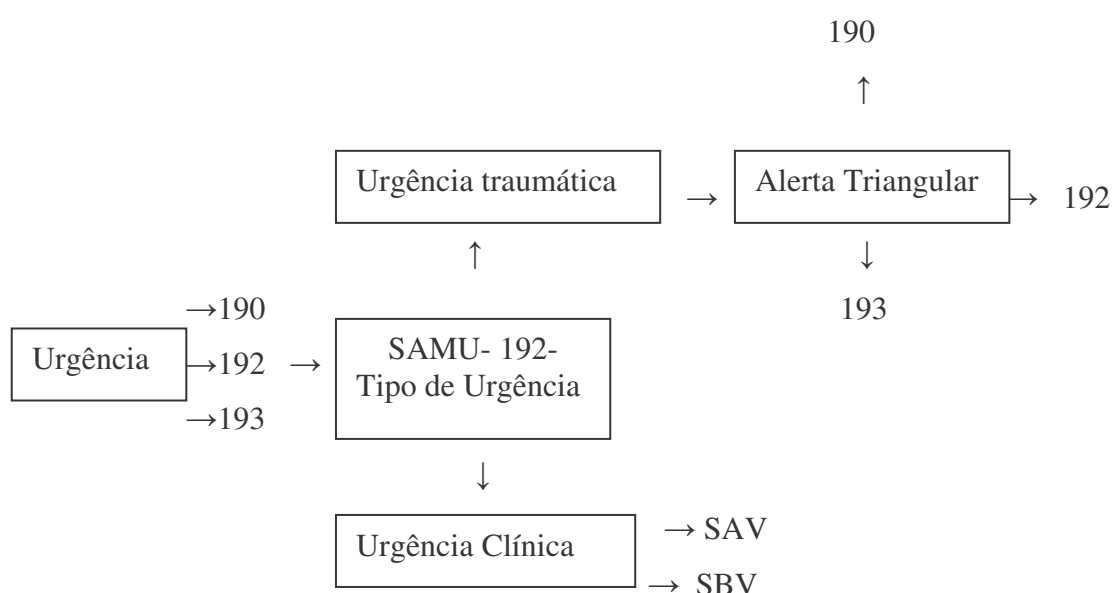 190
↑
Urgência traumática → Alerta Triangular → 192
↑ ↓
→190 193
Urgência →192 → SAMU- 192-
Tipo de Urgência
→193
↓
Urgência Clínica → SAV
→ SBV